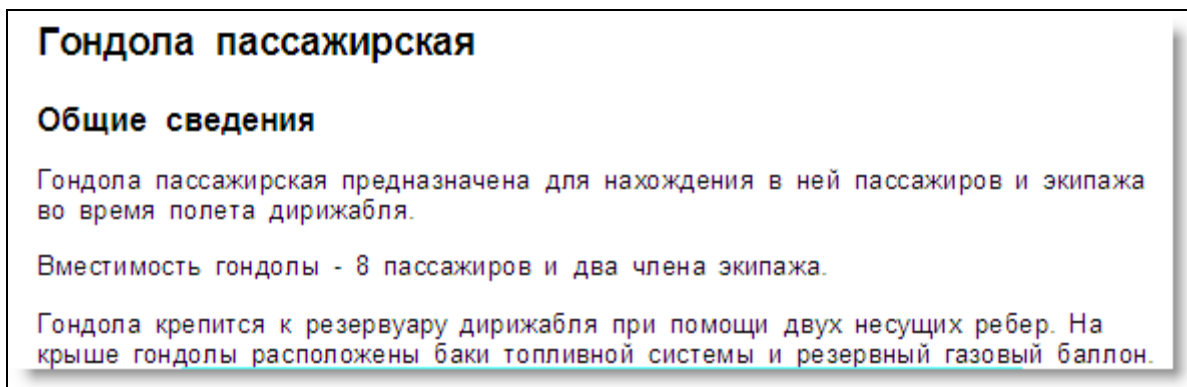 Гондола пассажирская
Общие сведения
Гондола пассажирская предназначена для нахождения в ней пассажиров и экипажа
во время полета дирижабля.
Вместимость гондолы - 8 пассажиров и два члена экипажа.
Гондола крепится к резервуару дирижабля при помощи двух несущих ребер. На
крыше гондолы расположены баки топливной системы и резервный газовый баллон.